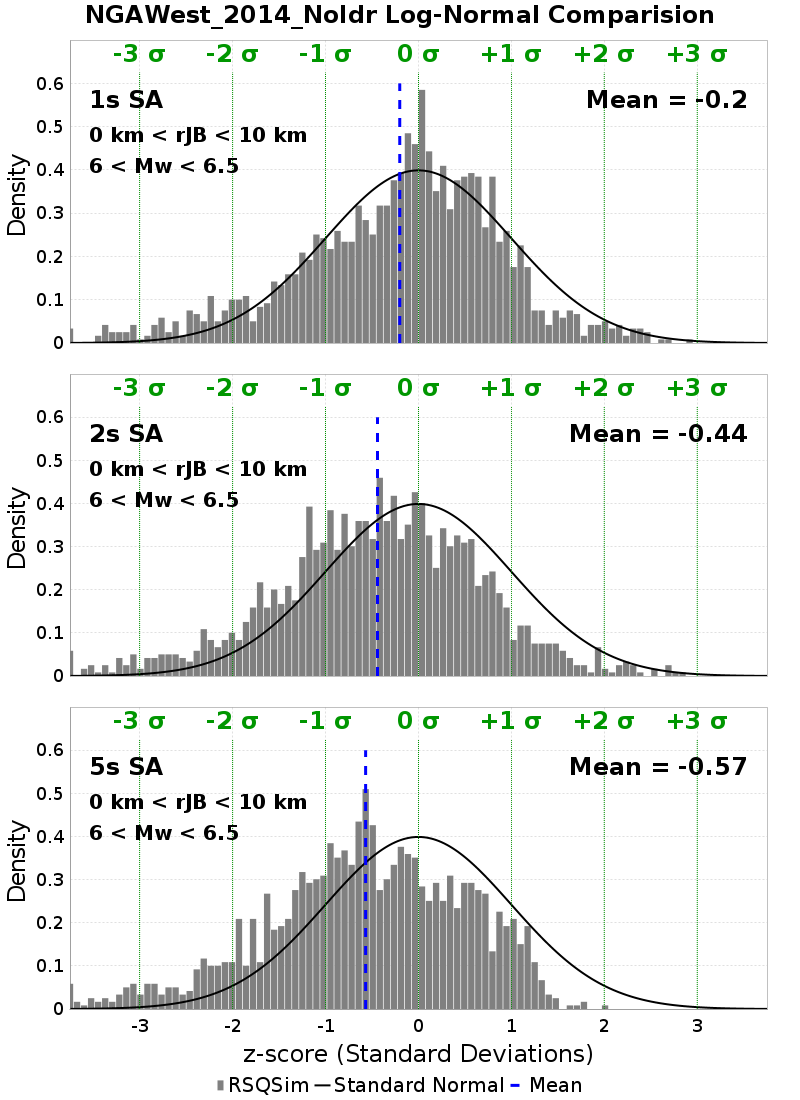 NGAWest_2014_NoIdr Log-Normal Comparision
-3 σ -2 σ -1 σ 0 σ +1 σ +2 σ +3 σ
0.6
1s SA Mean = -0.2
0.5
0 km < rJB < 10 km
6 < Mw < 6.5
0.4
Density
0.3
0.2
0.1
0
-3 σ -2 σ -1 σ 0 σ +1 σ +2 σ +3 σ
0.6
2s SA Mean = -0.44
0.5
0 km < rJB < 10 km
6 < Mw < 6.5
0.4
Density
0.3
0.2
0.1
0
-3 σ -2 σ -1 σ 0 σ +1 σ +2 σ +3 σ
0.6
5s SA Mean = -0.57
0.5
0 km < rJB < 10 km
6 < Mw < 6.5
0.4
Density
0.3
0.2
0.1
0
-3 -2 -1 0 1 2 3
z-score (Standard Deviations)
RSQSim Standard Normal Mean